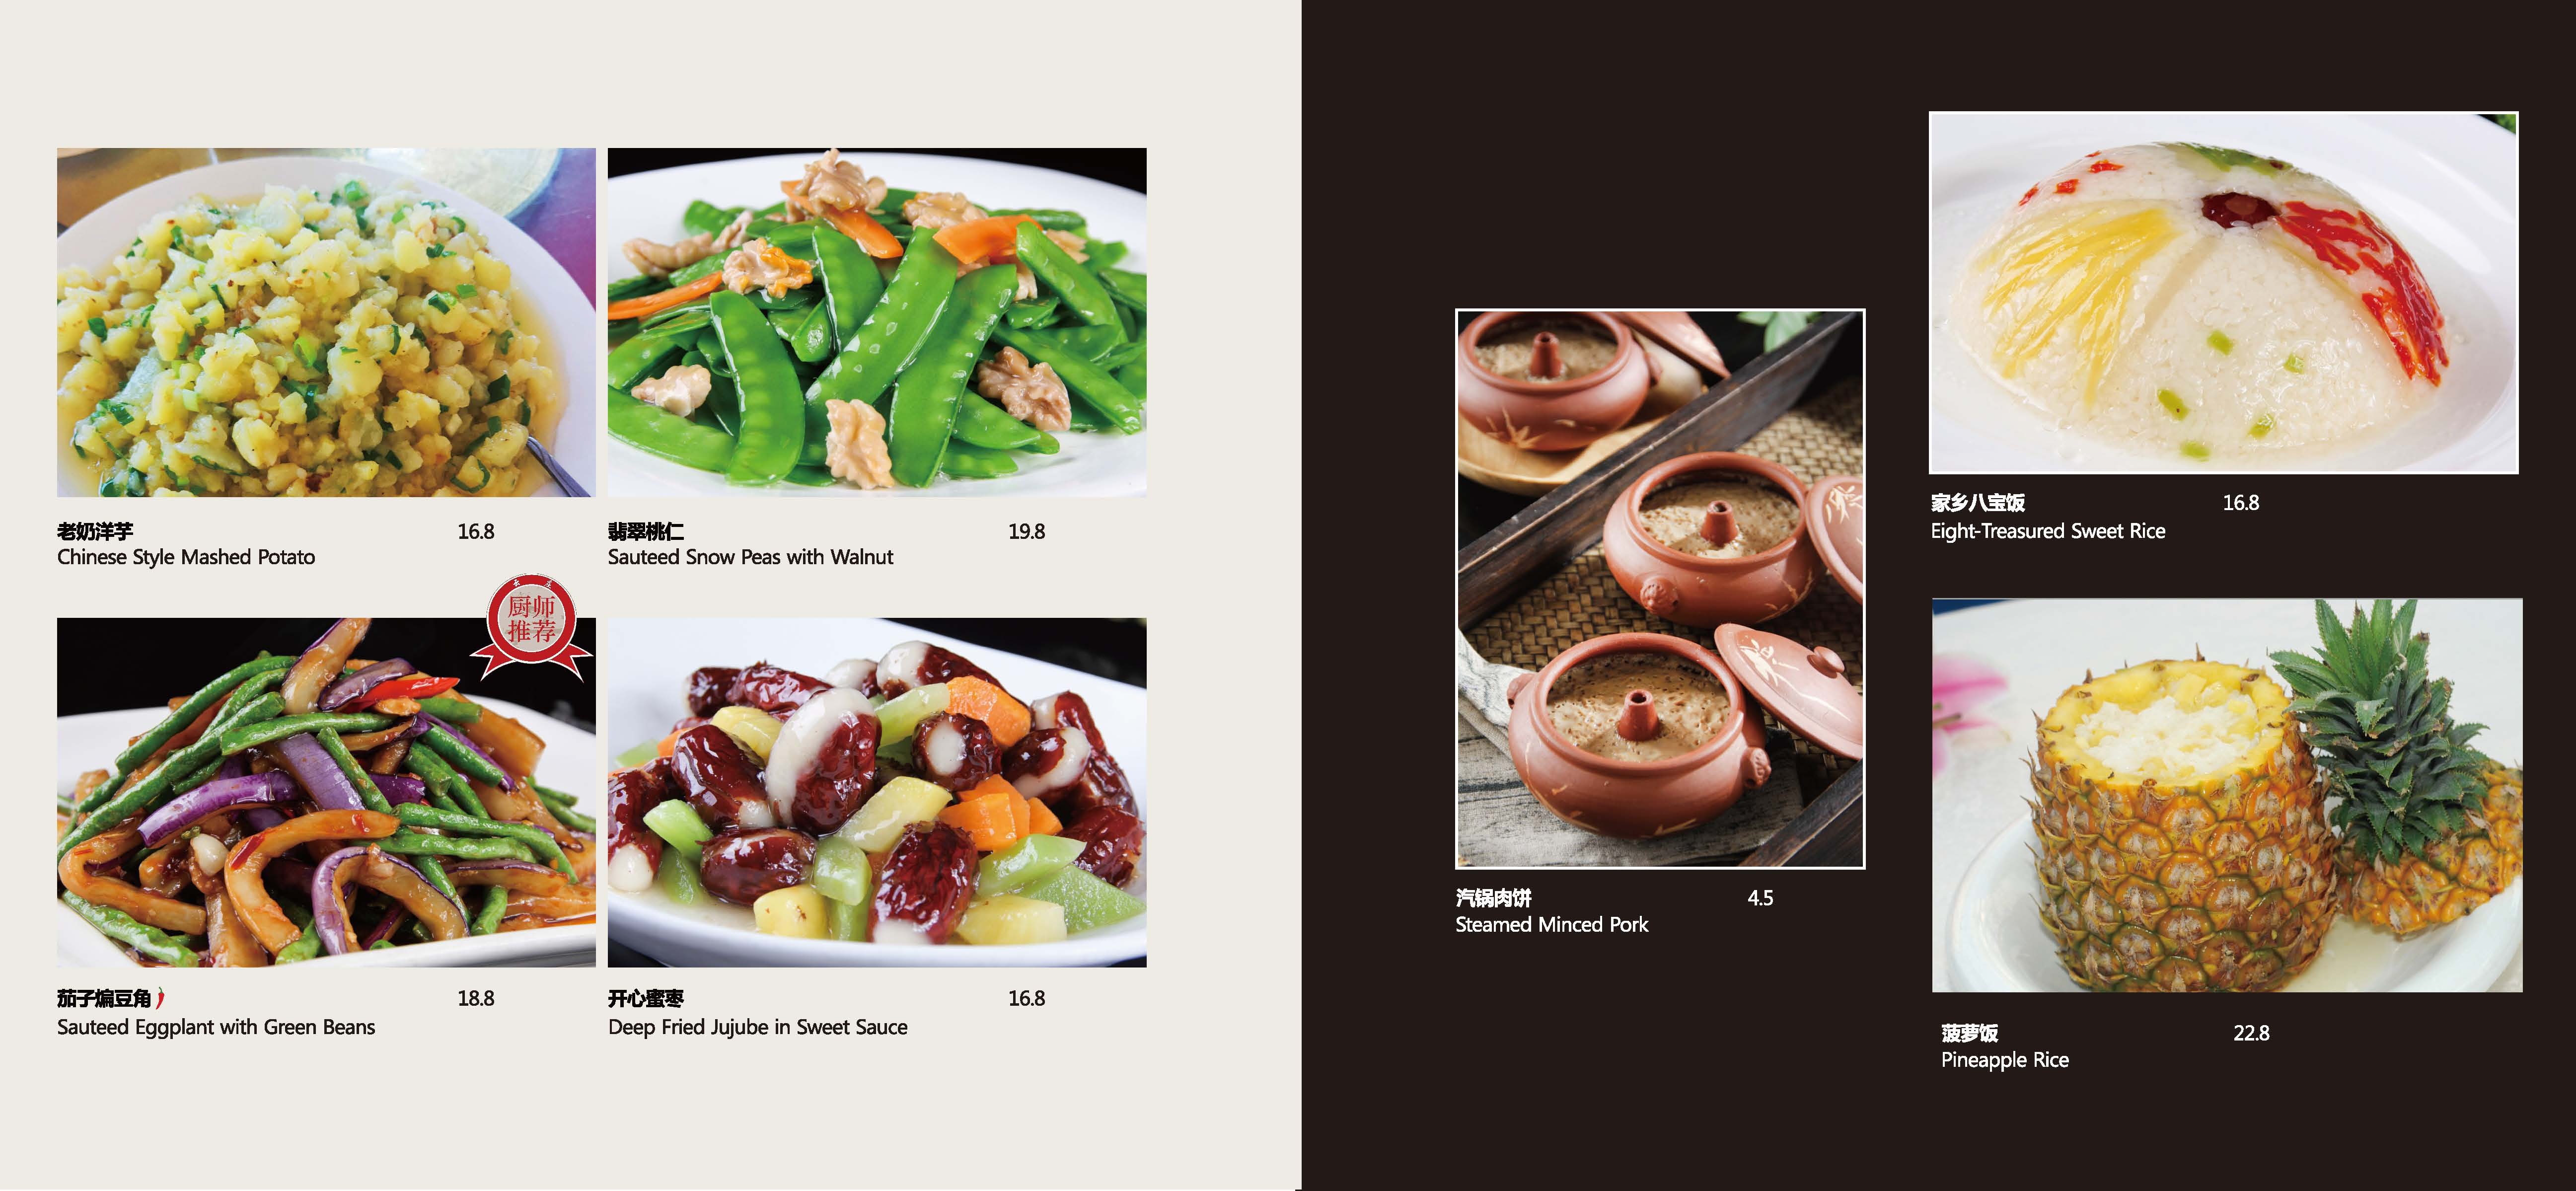 老奶洋芋 16.8
Chinese Style Mashed Potato
翡翠桃仁 19.8
Sauteed Snow Peas with Walnut
厨师
推荐
茄子煸豆角 18.8
Sauteed Eggplant with Green Beans
开心蜜枣 16.8
Deep Fried Jujube in Sweet Sauce
汽锅肉饼 4.5
Steamed Minced Pork
家乡八宝饭 16.8
Eight-Treasured Sweet Rice
菠萝饭 22.8
Pineapple Rice